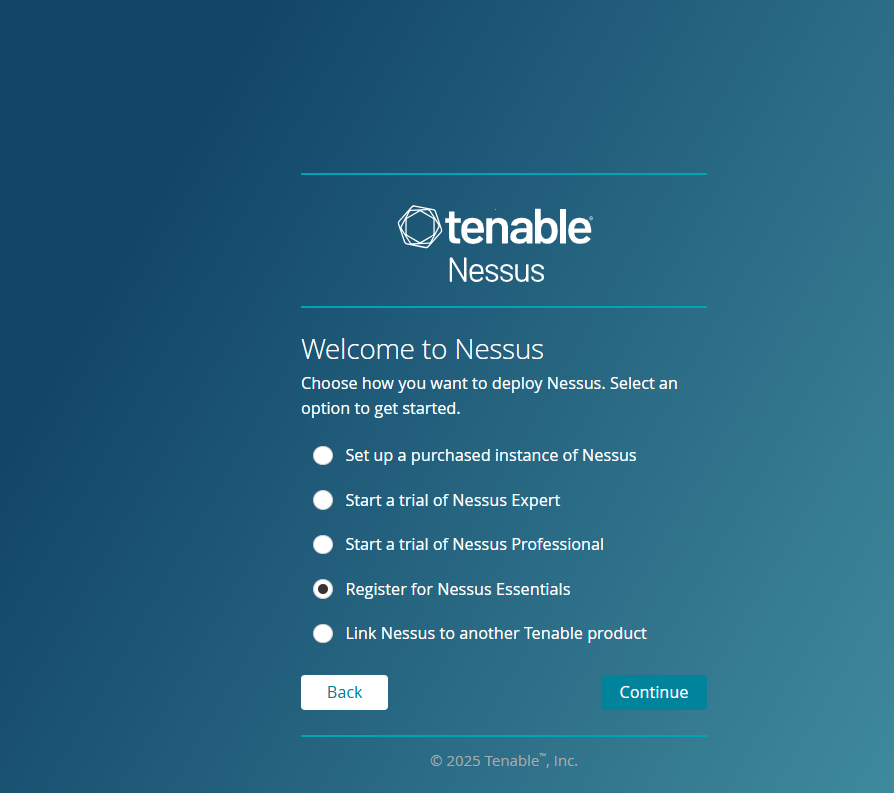 tenable®
Nessus
Welcome to Nessus
Choose how you want to deploy Nessus. Select an
option to get started.
Set up a purchased instance of Nessus
Start a trial of Nessus Expert
Start a trial of Nessus Professional
Register for Nessus Essentials
Link Nessus to another Tenable product
Back
Continue
© 2025 Tenable™, Inc.